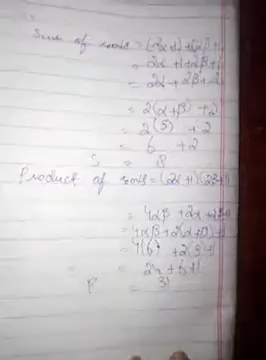 Sum of roots = (2α+1)+(2β+1)
= 2α+1+2β+1
= 2α+2β+2
= 2(α+β)+2
= 2(3)+2
= 6 +2
S = 8
Product of roots = (2α+1)(2β+1)
= 4αβ+2α+2β+1
= 4αβ+2(α+β)+1
= 4(6)+2(3)+1
= 24+6+1
P = 31